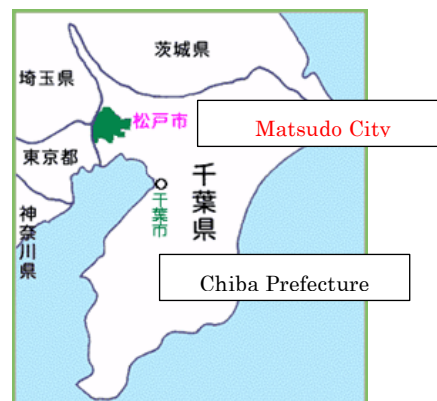 茨城県
埼玉県
松戸市
Matsudo City
東京都
千葉県
千葉市
神奈川県
Chiba Prefecture